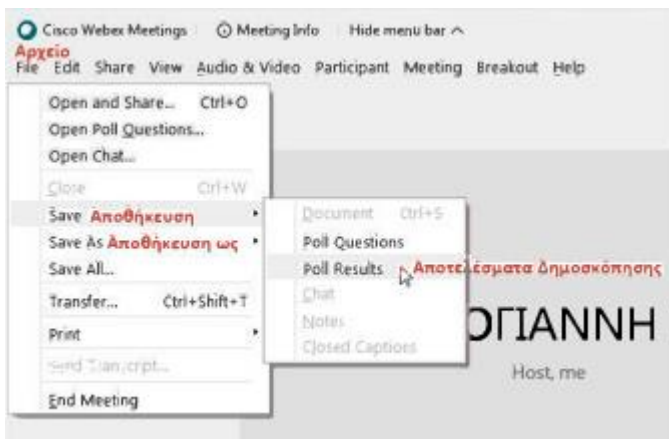 Cisco Webex Meetings Meeting Info Hide menu bar
Αρχείο
File Edit Share View Audio & Video Participant Meeting Breakout Help
Open and Share... Ctrl+O
Open Poll Questions...
Open Chat...
Close Ctrl+W
Save Αποθήκευση
Save As Αποθήκευση ως
Save All...
Transfer... Ctrl+Shift+T
Print
Send Transcript...
End Meeting
Document Ctrl+S
Poll Questions
Poll Results Αποτελέσματα Δημοσκόπησης
Chat
Notes
Closed Captions
ΟΓΙΑΝΝΗ
Host, me